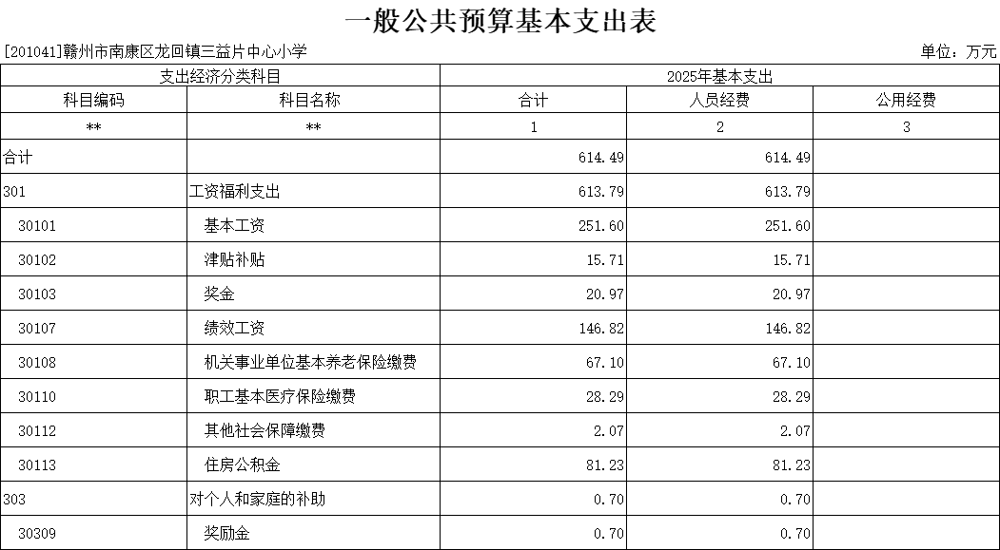 一般公共预算基本支出表
[201041]赣州市南康区龙回镇三益片中心小学 单位：万元
支出经济分类科目 2025年基本支出
科目编码 科目名称 合计 人员经费 公用经费
** ** 1 2 3
合计 614.49 614.49
301 工资福利支出 613.79 613.79
30101 基本工资 251.60 251.60
30102 津贴补贴 15.71 15.71
30103 奖金 20.97 20.97
30107 绩效工资 146.82 146.82
30108 机关事业单位基本养老保险缴费 67.10 67.10
30110 职工基本医疗保险缴费 28.29 28.29
30112 其他社会保障缴费 2.07 2.07
30113 住房公积金 81.23 81.23
303 对个人和家庭的补助 0.70 0.70
30309 奖励金 0.70 0.70